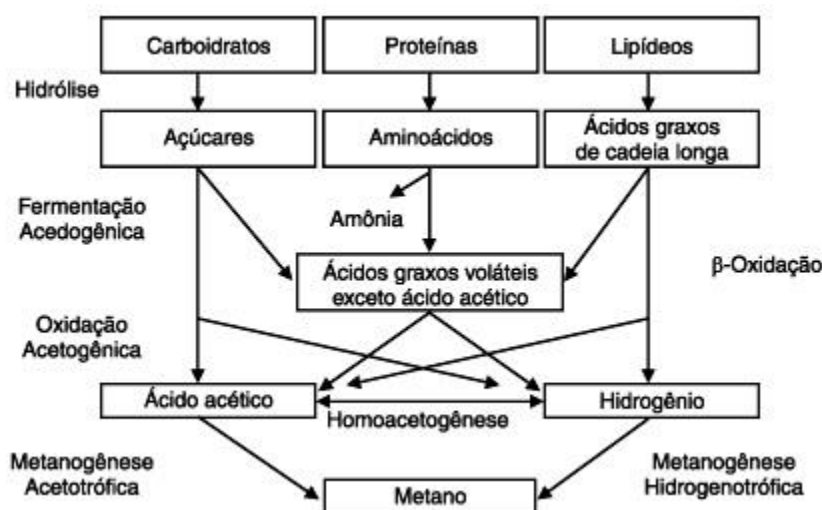 Carboidratos
Proteínas
Lipídeos
Hidrólise
Açúcares
Aminoácidos
Ácidos graxos
de cadeia longa
Fermentação
Acedogênica
Amônia
Ácidos graxos voláteis
exceto ácido acético
β-Oxidação
Oxidação
Acetogênica
Ácido acético
Hidrogênio
Homoacetogênese
Metanogênese
Acetotrófica
Metano
Metanogênese
Hidrogenotrófica